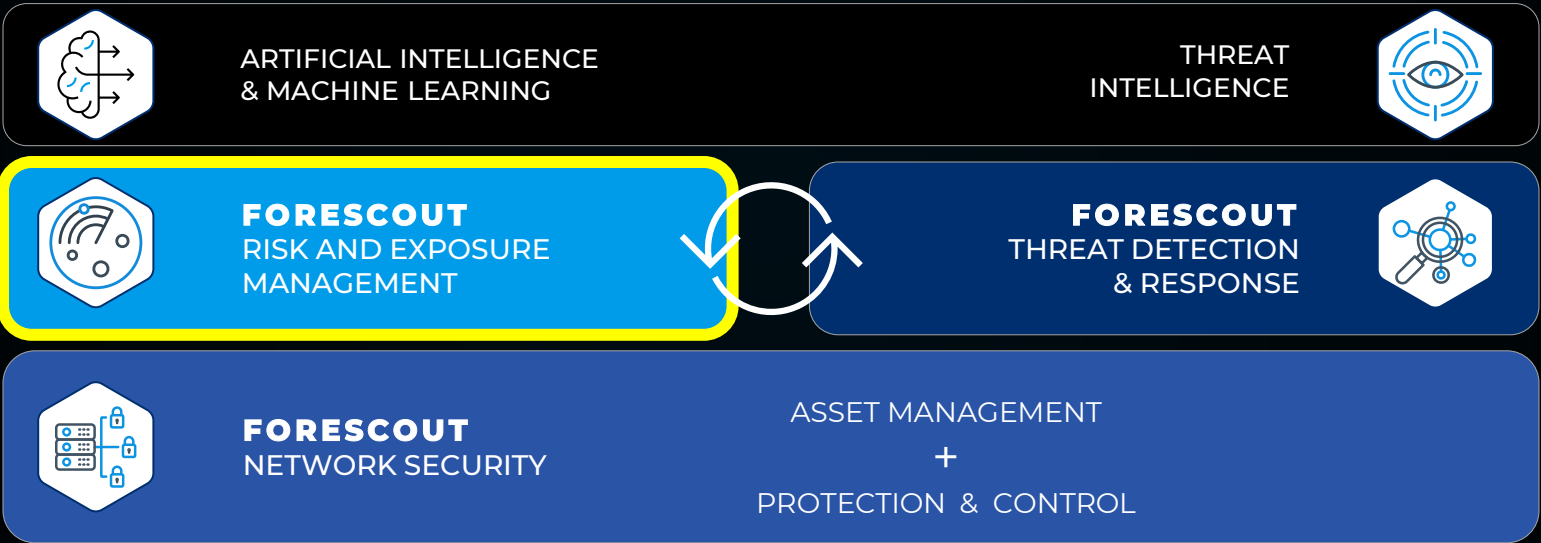 ARTIFICIAL INTELLIGENCE
& MACHINE LEARNING
THREAT
INTELLIGENCE
FORESCOUT
RISK AND EXPOSURE
MANAGEMENT
FORESCOUT
THREAT DETECTION
& RESPONSE
FORESCOUT
NETWORK SECURITY
ASSET MANAGEMENT
+
PROTECTION & CONTROL